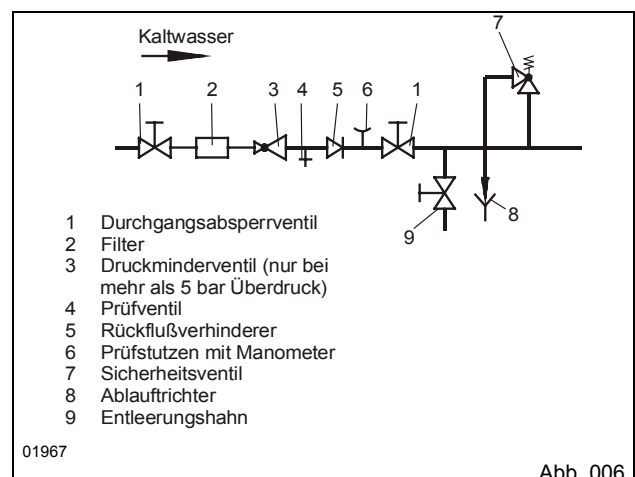 Kaltwasser
7
1 2 3 4 5 6 1
8
9
1 Durchgangsabsperrventil
2 Filter
3 Druckminderventil (nur bei
mehr als 5 bar Überdruck)
4 Prüfventil
5 Rückflußverhinderer
6 Prüfstutzen mit Manometer
7 Sicherheitsventil
8 Ablauftrichter
9 Entleerungshahn
01967
Abb. 006